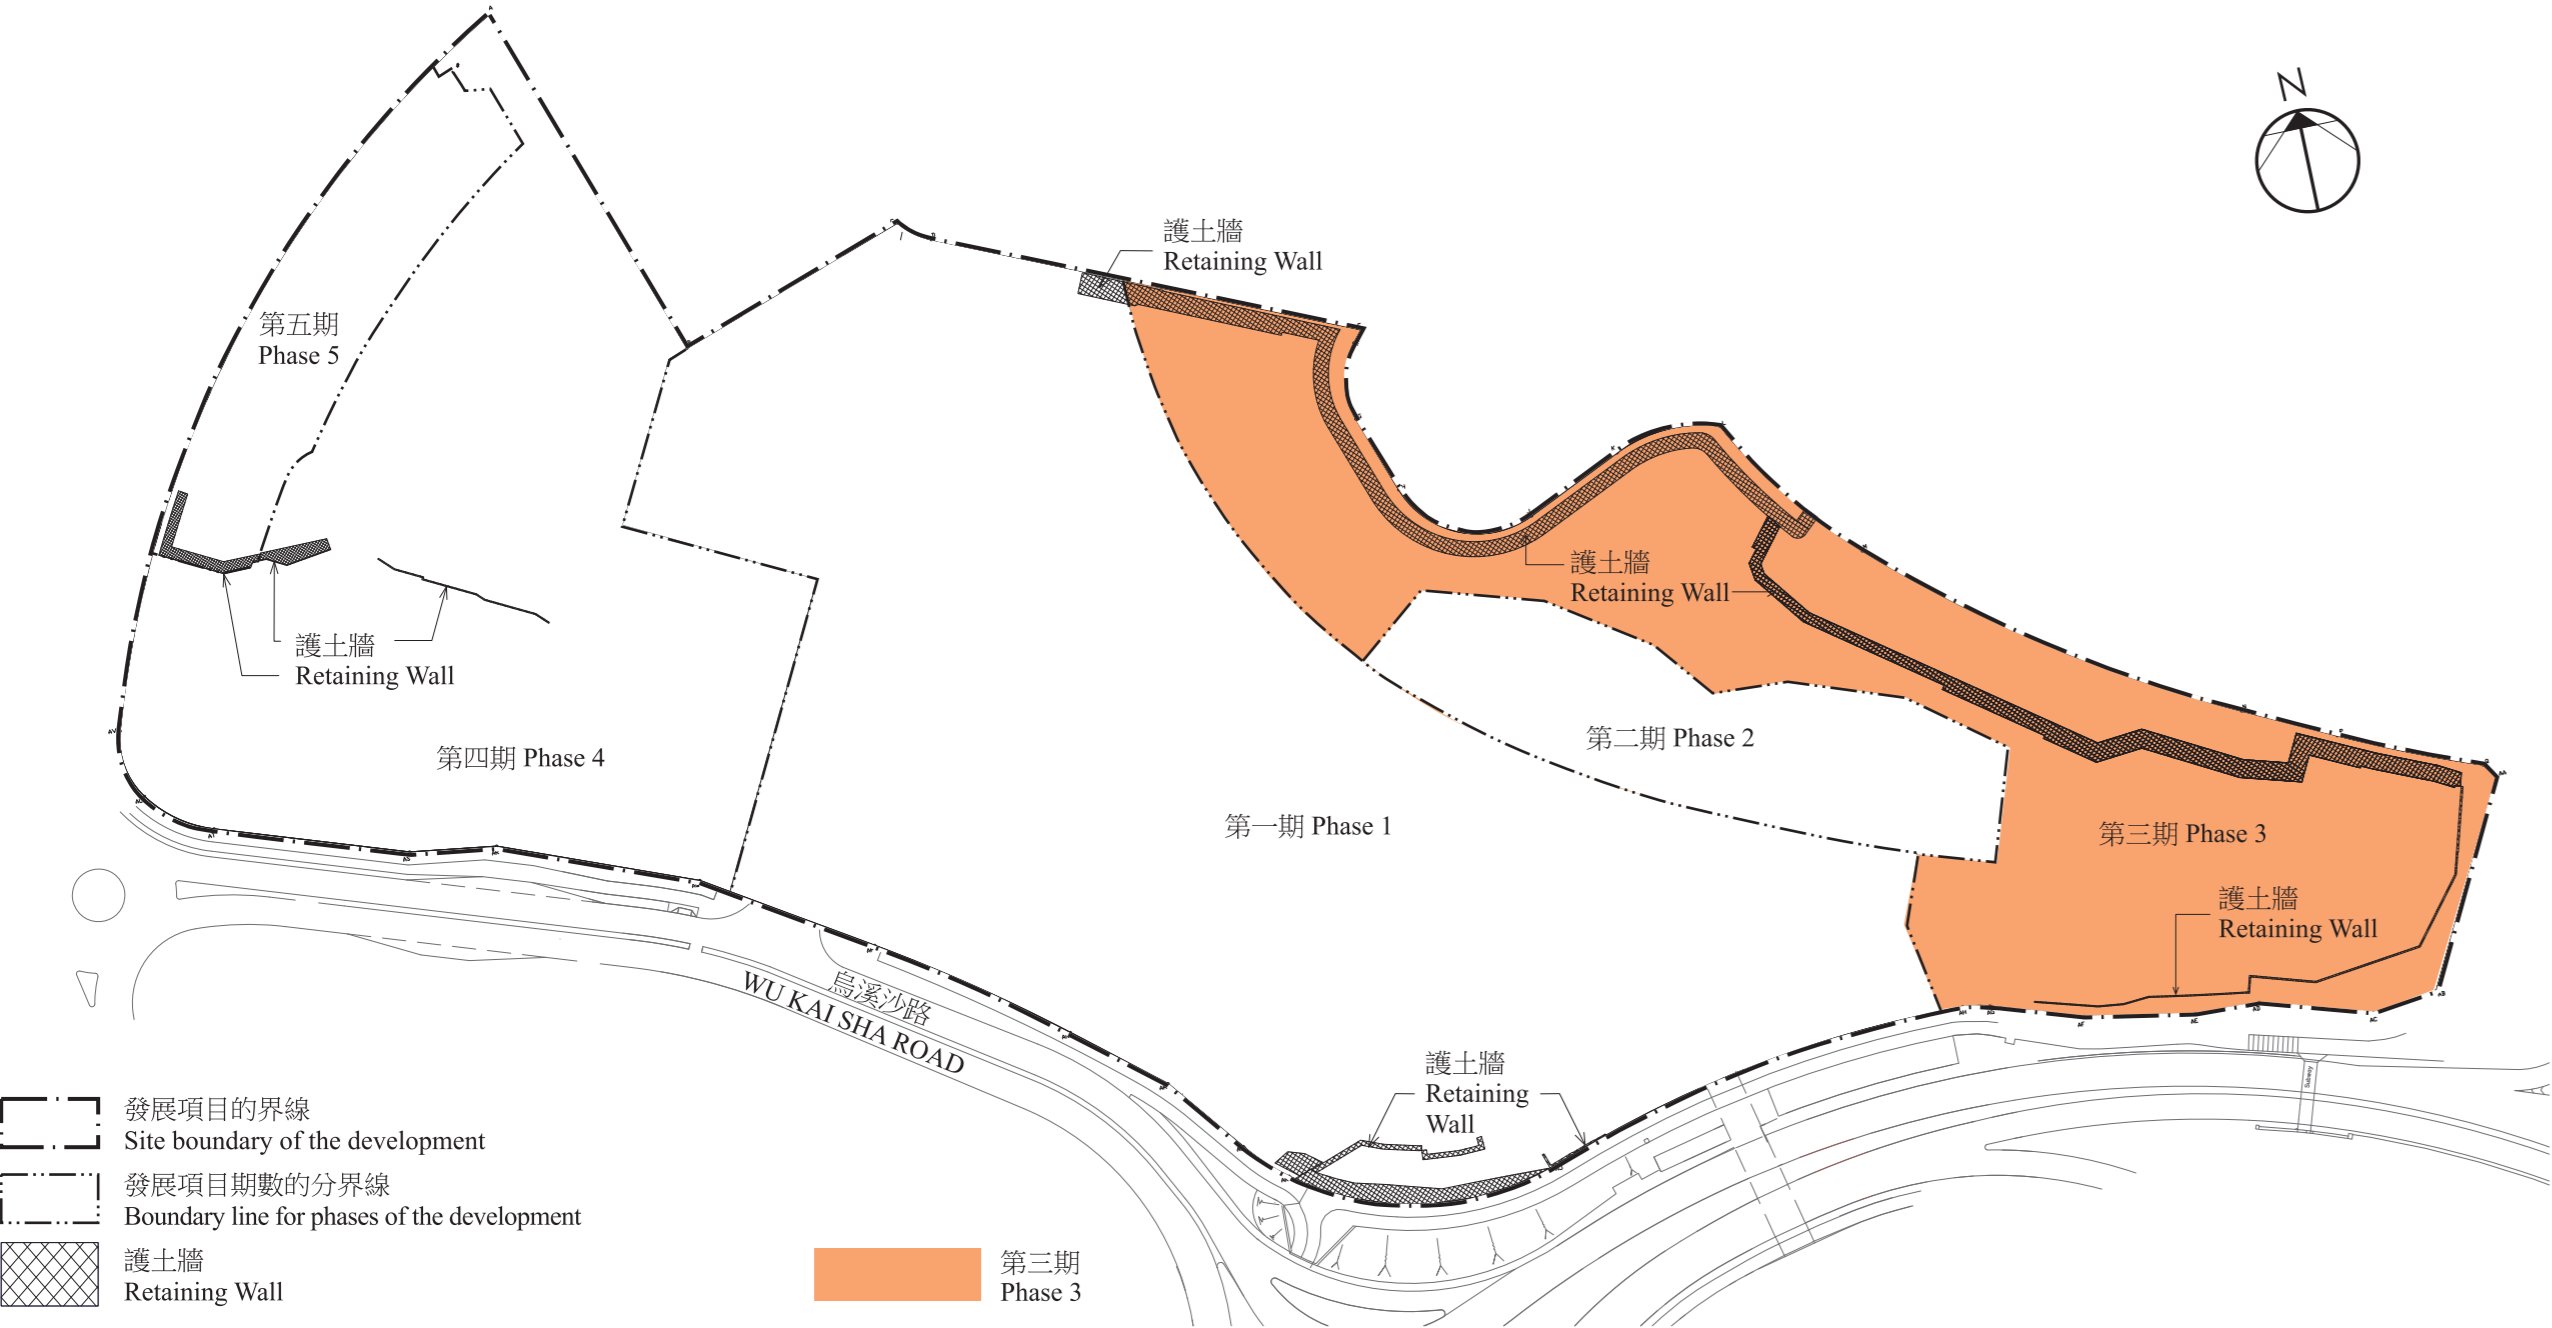 N
護土牆
Retaining Wall
第五期
Phase 5
護土牆
Retaining Wall
護土牆
Retaining Wall
第四期 Phase 4
第二期 Phase 2
第一期 Phase 1
第三期 Phase 3
護土牆
Retaining Wall
烏溪沙路
WU KAI SHA ROAD
護土牆
Retaining
Wall
Subway
發展項目的界線
Site boundary of the development
發展項目期數的分界線
Boundary line for phases of the development
護土牆
Retaining Wall
第三期
Phase 3